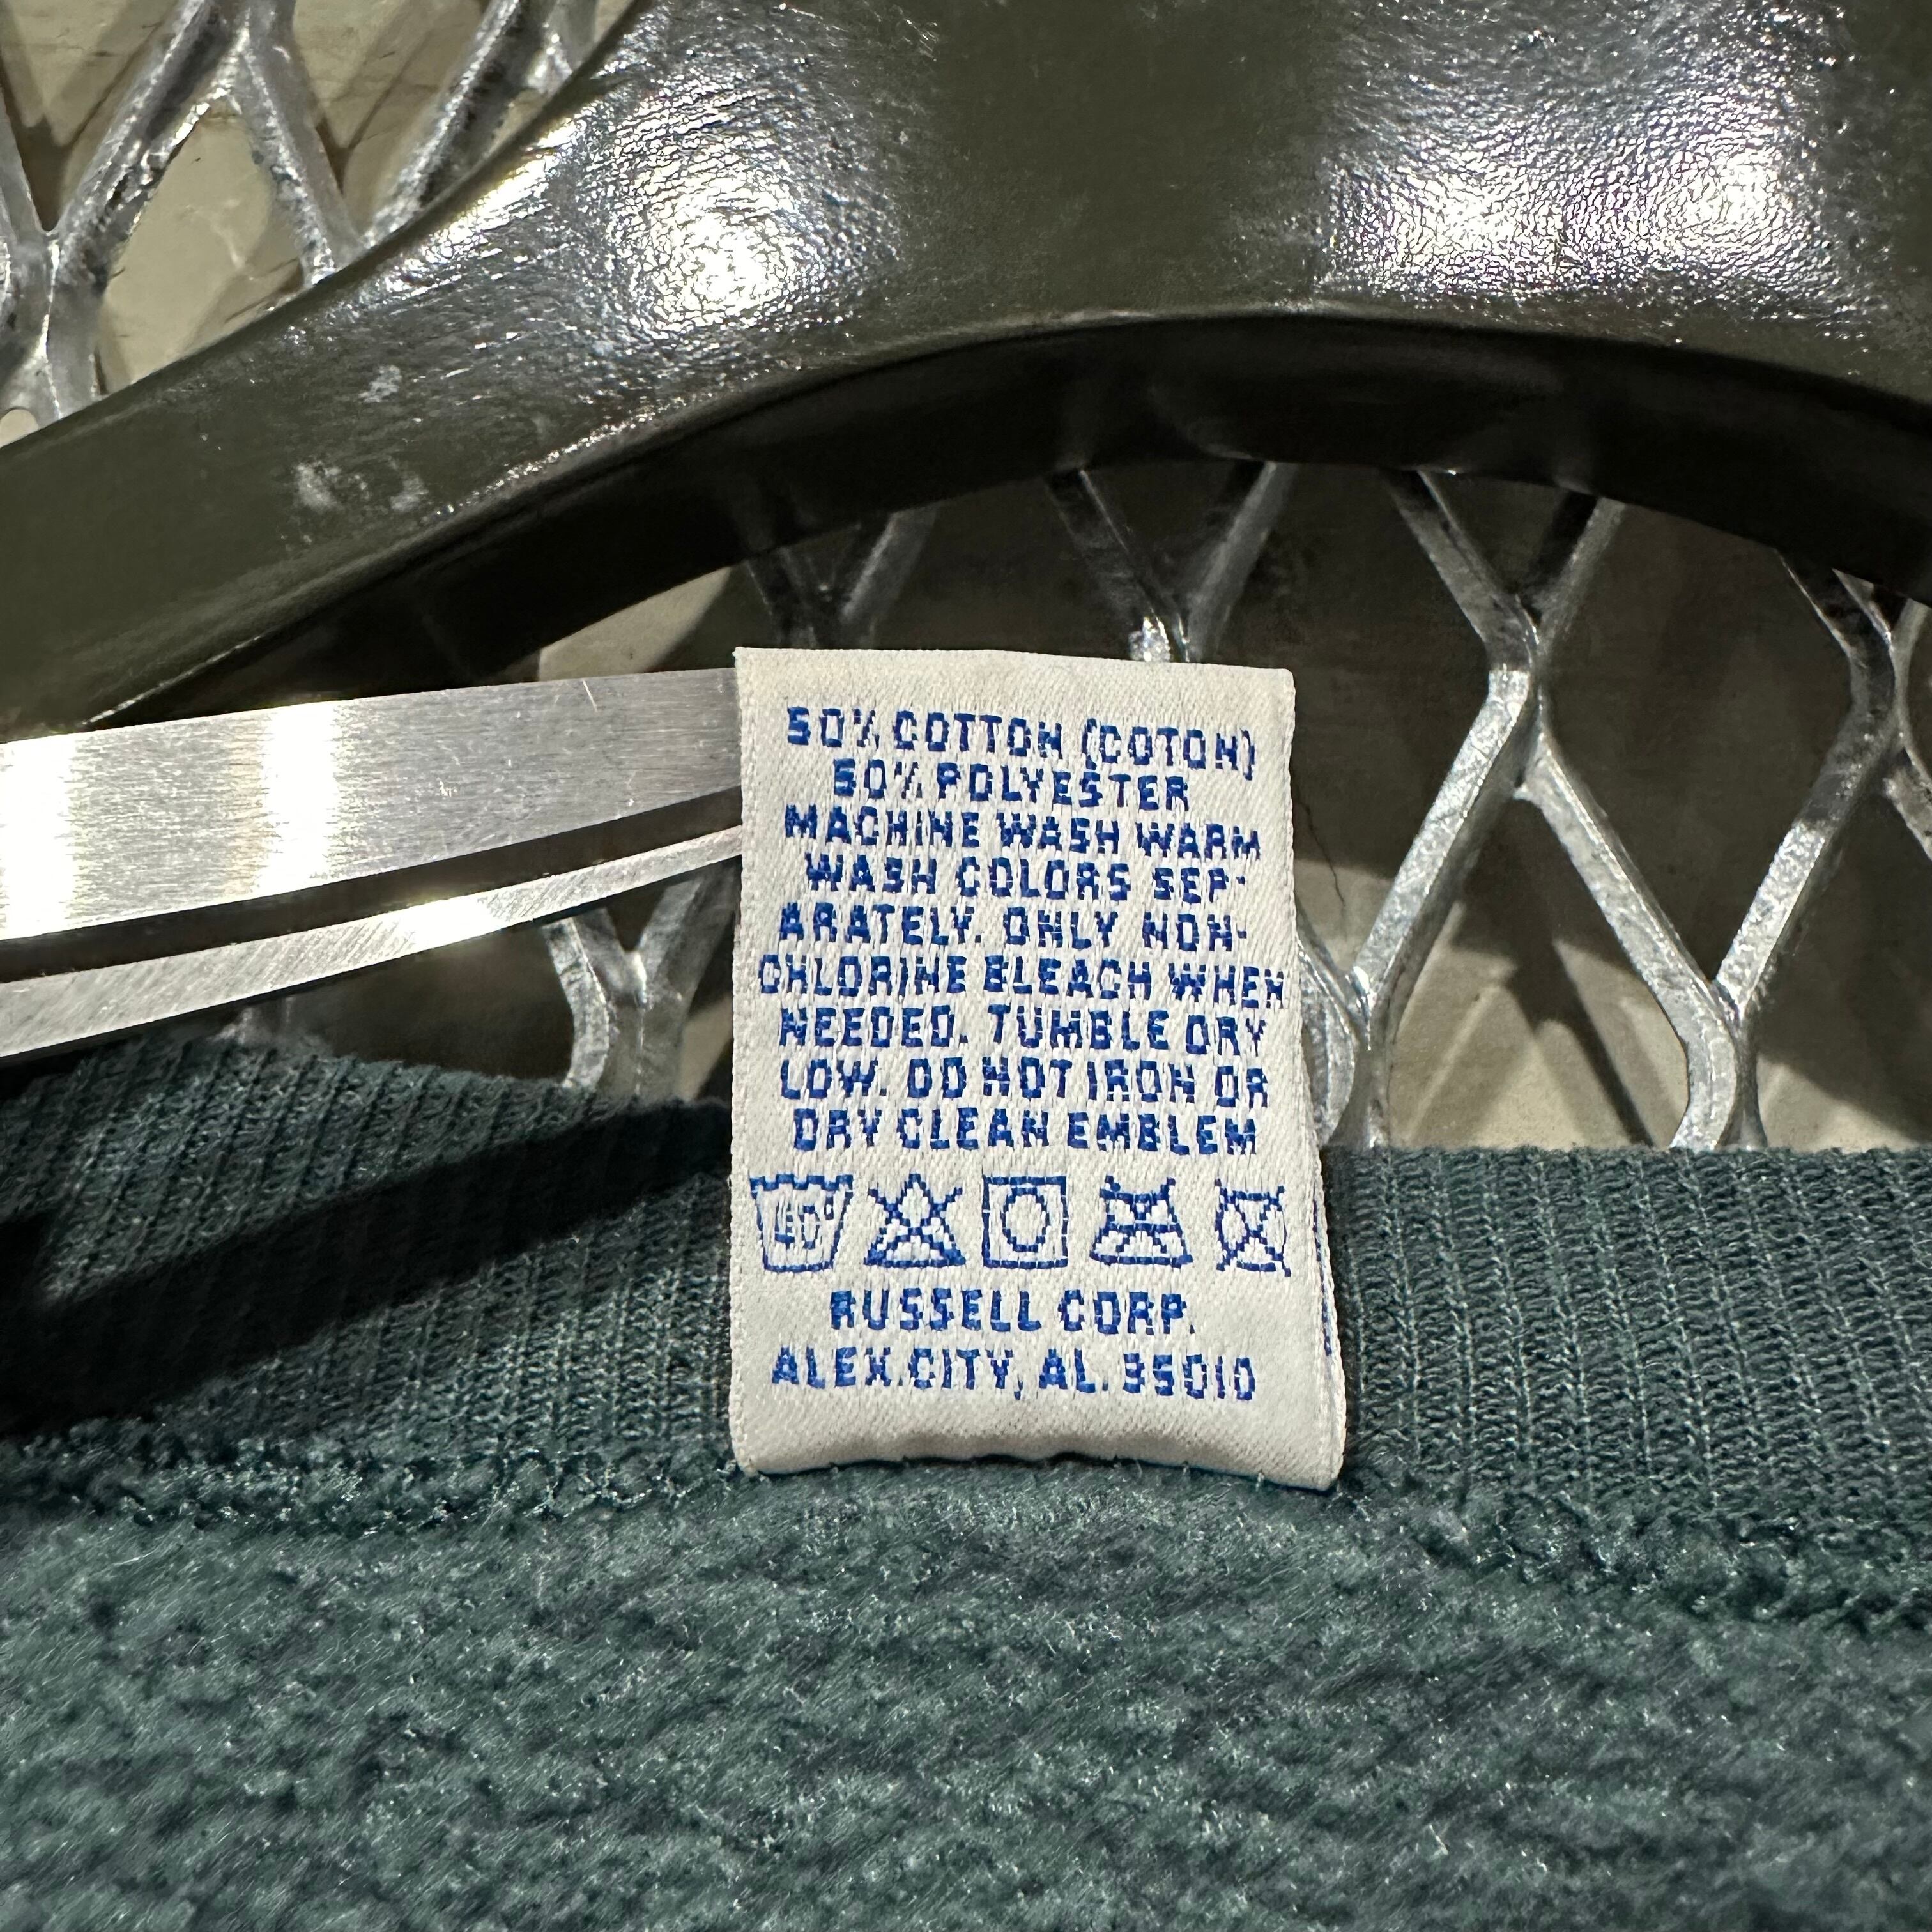 50% COTTON (COTON)
50% POLYESTER
MACHINE WASH WARM
WASH COLORS SEP-
ARATELY. ONLY NON-
CHLORINE BLEACH WHEN
NEEDED. TUMBLE DRY
LOW. DO NOT IRON OR
DRY CLEAN EMBLEM
40°
RUSSELL CORP.
ALEX.CITY, AL. 35010